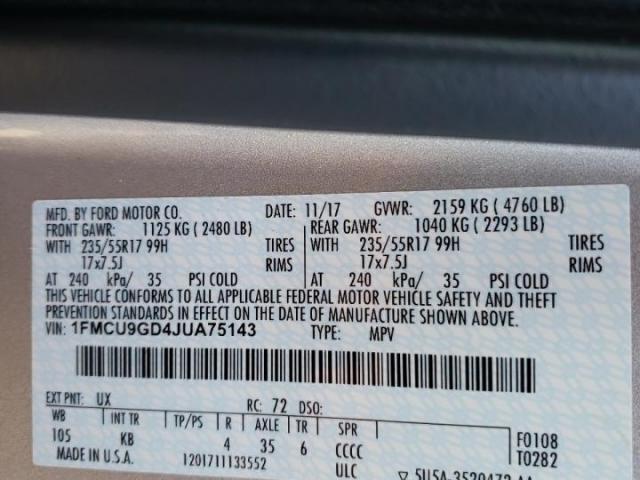 MFD. BY FORD MOTOR CO. DATE: 11/17 GVWR: 2159 KG ( 4760 LB)
FRONT GAWR: 1125 KG ( 2480 LB) REAR GAWR: 1040 KG ( 2293 LB)
WITH 235/55R17 99H TIRES WITH 235/55R17 99H TIRES
17x7.5J RIMS 17x7.5J RIMS
AT 240 kPa/ 35 PSI COLD AT 240 kPa/ 35 PSI COLD
THIS VEHICLE CONFORMS TO ALL APPLICABLE FEDERAL MOTOR VEHICLE SAFETY AND THEFT
PREVENTION STANDARDS IN EFFECT ON THE DATE OF MANUFACTURE SHOWN ABOVE.
VIN: 1FMCU9GD4JUA75143 TYPE: MPV
EXT PNT: UX RC: 72 DSO:
WB INT TR TP/PS R AXLE TR SPR
105 KB 4 35 6 CCCC
F0108
T0282
MADE IN U.S.A. 1201711133552 ULC